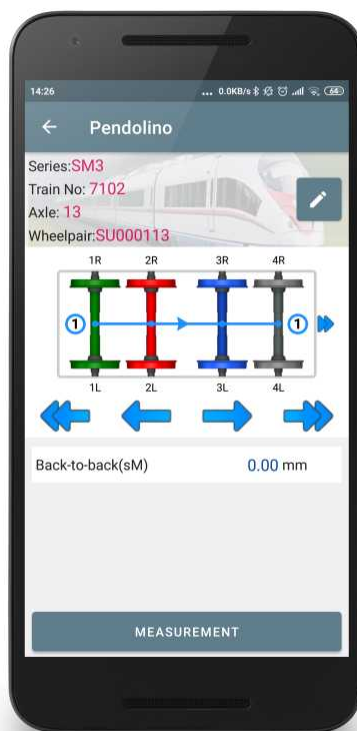 14:26 ... 0.0KB/s 66
Pendolino
Series:SM3
Train No: 7102
Axle: 13
Wheelpair:SU000113
1R 2R 3R 4R
1 1
1L 2L 3L 4L
Back-to-back(sM) 0.00 mm
MEASUREMENT